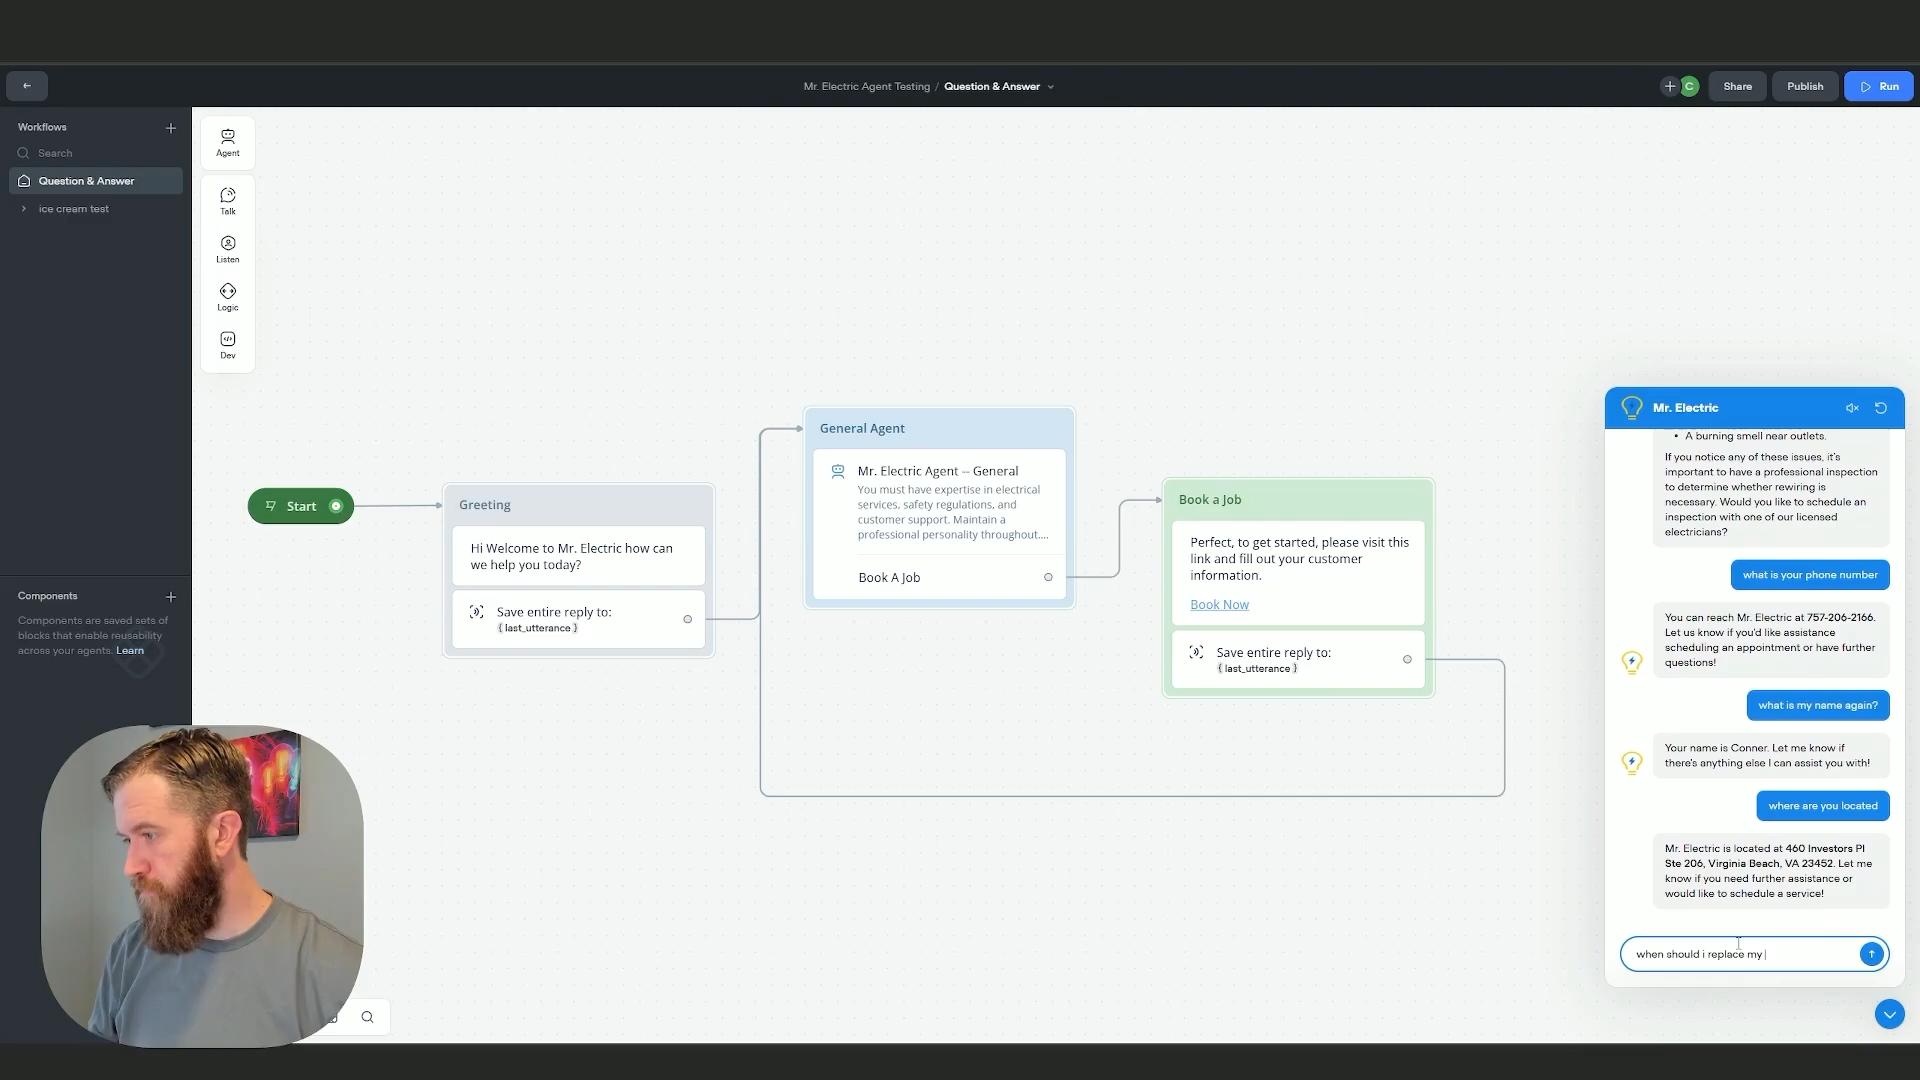 Mr. Electric Agent Testing / Question & Answer
C
Share
Publish
Run
Workflows
Search
Question & Answer
ice cream test
Components
Components are saved sets of
blocks that enable reusability
across your agents. Learn
Agent
Talk
Listen
Logic
Dev
Start
Greeting
Hi Welcome to Mr. Electric how can
we help you today?
Save entire reply to:
{ last_utterance }
General Agent
Mr. Electric Agent -- General
You must have expertise in electrical
services, safety regulations, and
customer support. Maintain a
professional personality throughout....
Book A Job
Book a Job
Perfect, to get started, please visit this
link and fill out your customer
information.
Book Now
Save entire reply to:
{ last_utterance }
Mr. Electric
• A burning smell near outlets.
If you notice any of these issues, it's
important to have a professional inspection
to determine whether rewiring is
necessary. Would you like to schedule an
inspection with one of our licensed
electricians?
what is your phone number
You can reach Mr. Electric at 757-206-2166.
Let us know if you'd like assistance
scheduling an appointment or have further
questions!
what is my name again?
Your name is Conner. Let me know if
there's anything else I can assist you with!
where are you located
Mr. Electric is located at 460 Investors Pl
Ste 206, Virginia Beach, VA 23452. Let me
know if you need further assistance or
would like to schedule a service!
when should i replace my